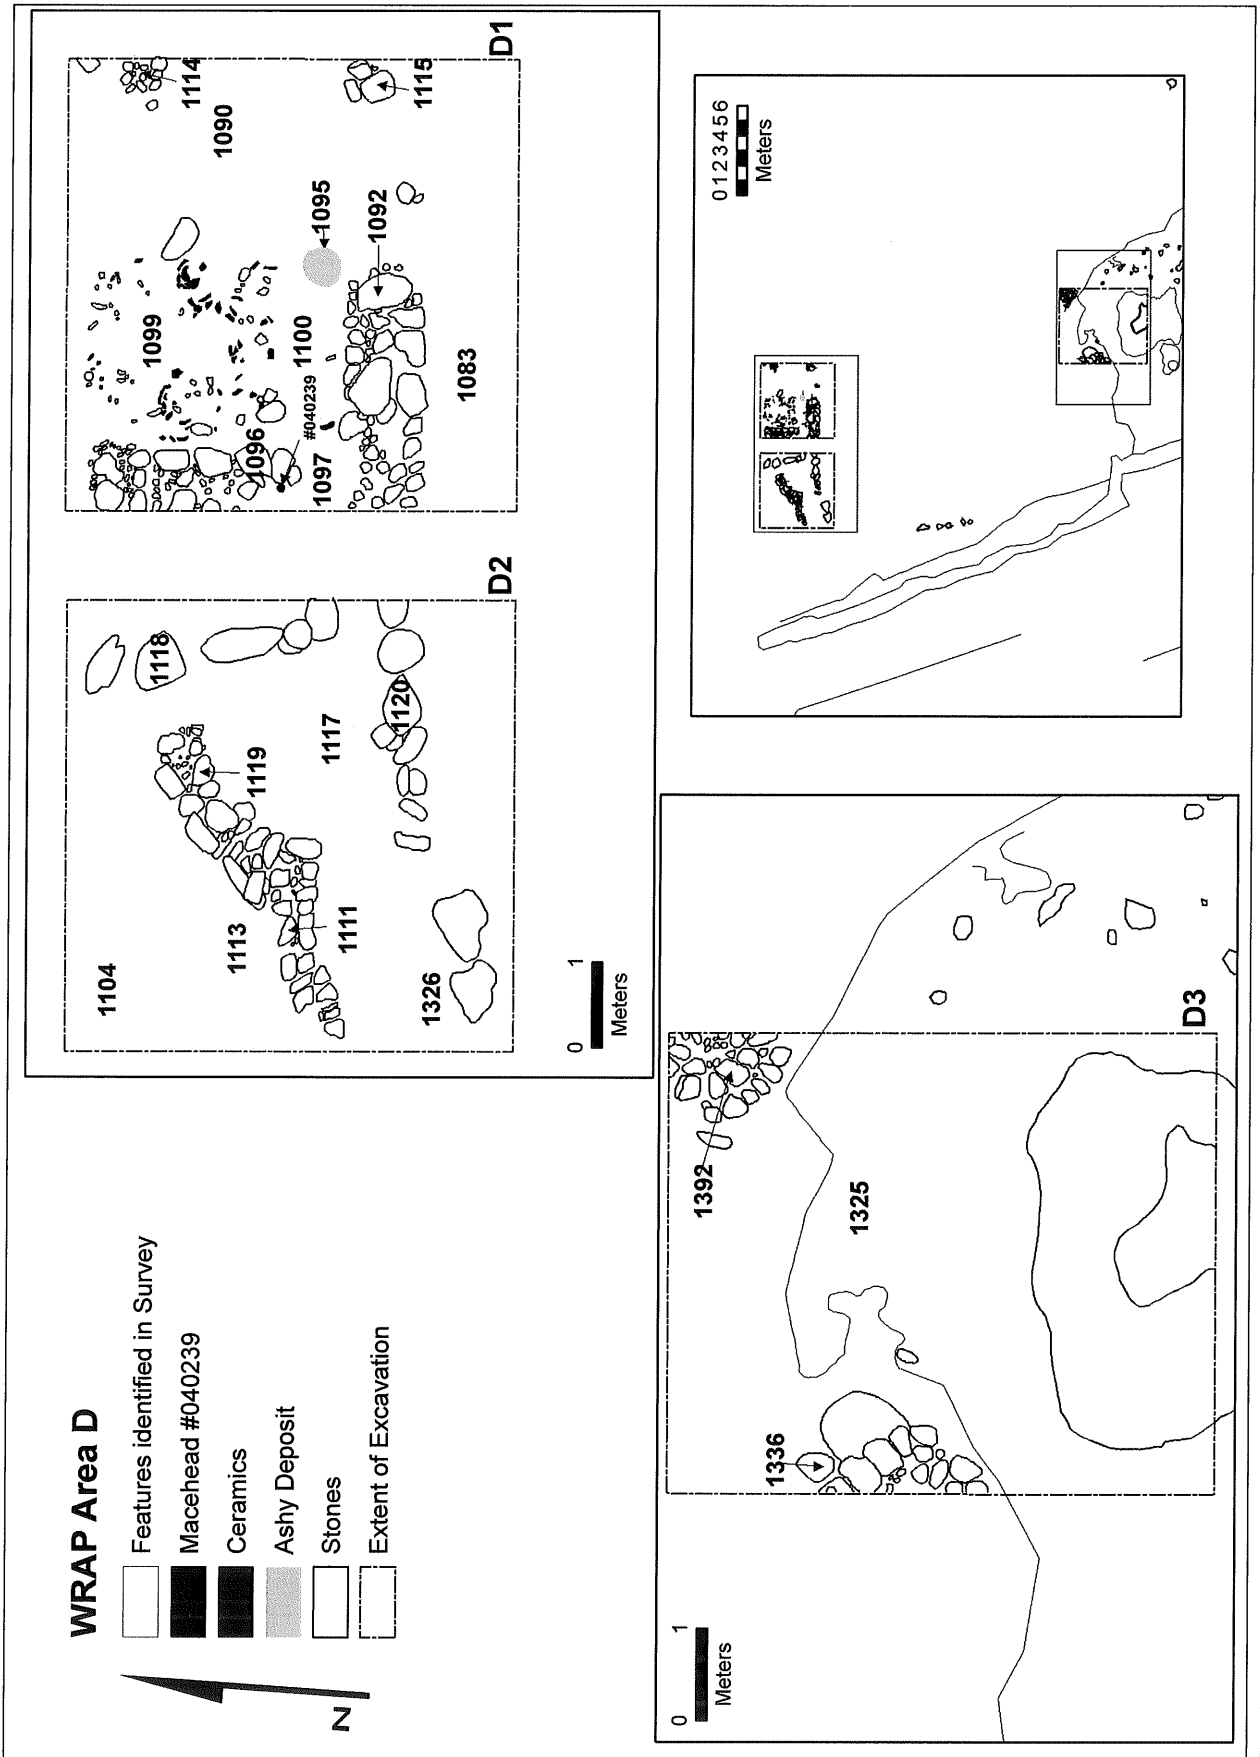 WRAP Area D
Features identified in Survey
Macehead #040239
Ceramics
Ashy Deposit
Stones
Extent of Excavation
N
1104
1113
1111
1119
1118
1117
1120
1326
D2
0 1
Meters
1099
1096
1097
#040239
1100
1095
1092
1083
1090
1114
1115
D1
0 1
Meters
1336
1392
1325
D3
0 1 2 3 4 5 6
Meters